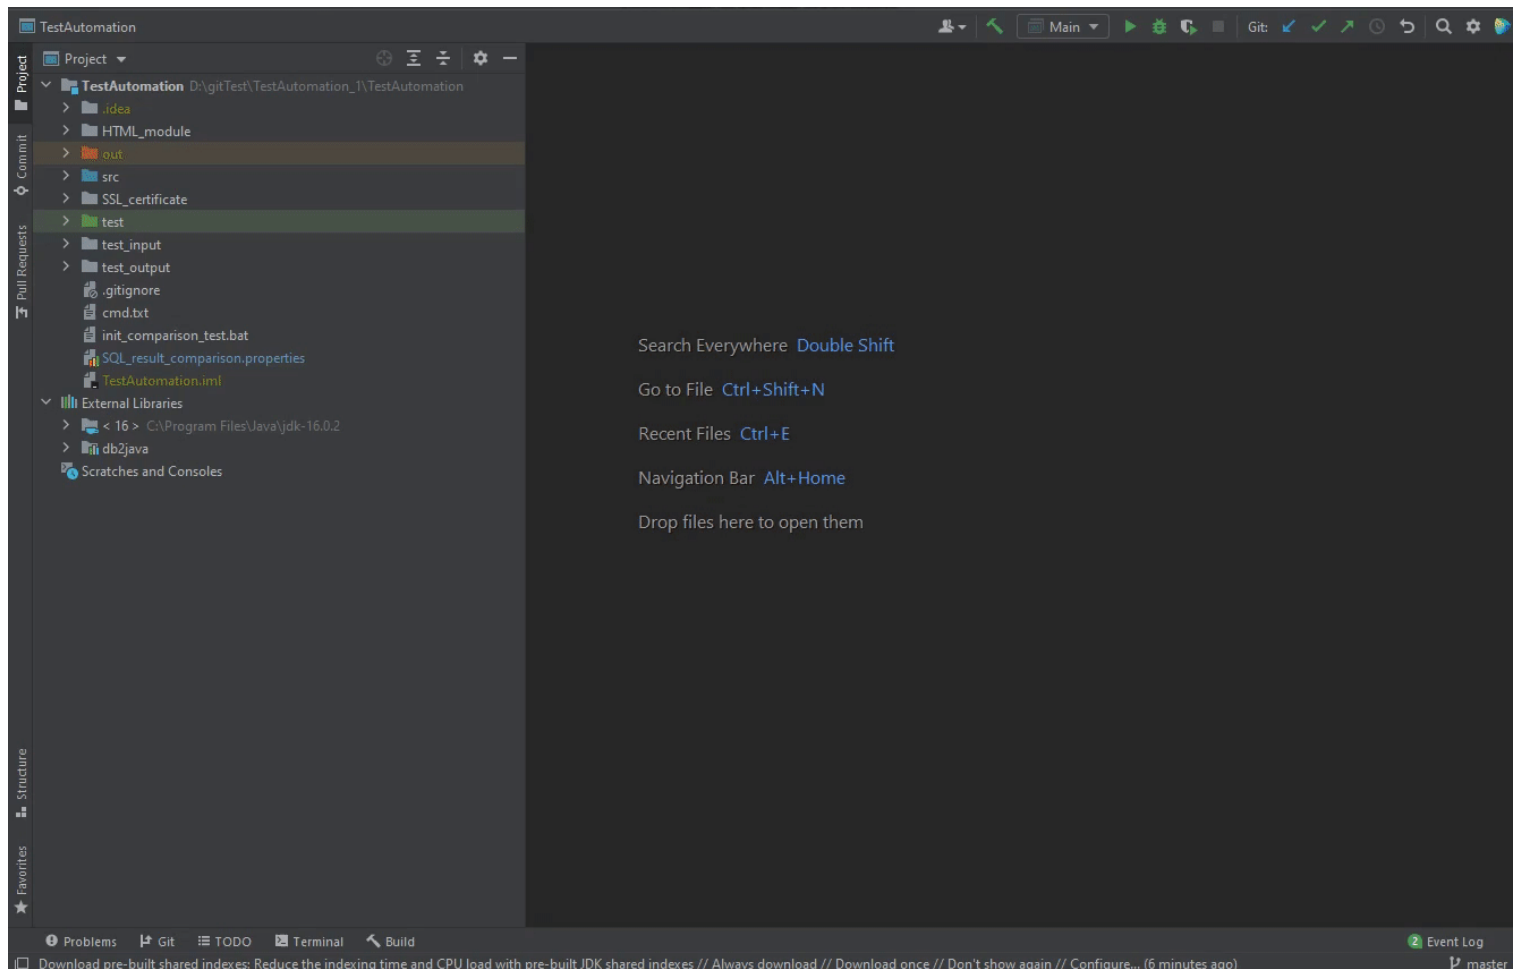 TestAutomation
Main
Git:
Project
TestAutomation D:\gitTest\TestAutomation_1\TestAutomation
.idea
HTML_module
out
src
SSL_certificate
test
test_input
test_output
.gitignore
cmd.txt
init_comparison_test.bat
SQL_result_comparison.properties
TestAutomation.iml
External Libraries
< 16 > C:\Program Files\Java\jdk-16.0.2
db2java
Scratches and Consoles
Project
Commit
Pull Requests
Structure
Favorites
Search Everywhere Double Shift
Go to File Ctrl+Shift+N
Recent Files Ctrl+E
Navigation Bar Alt+Home
Drop files here to open them
Problems Git TODO Terminal Build
2 Event Log
Download pre-built shared indexes: Reduce the indexing time and CPU load with pre-built JDK shared indexes // Always download // Download once // Don't show again // Configure... (6 minutes ago)
master